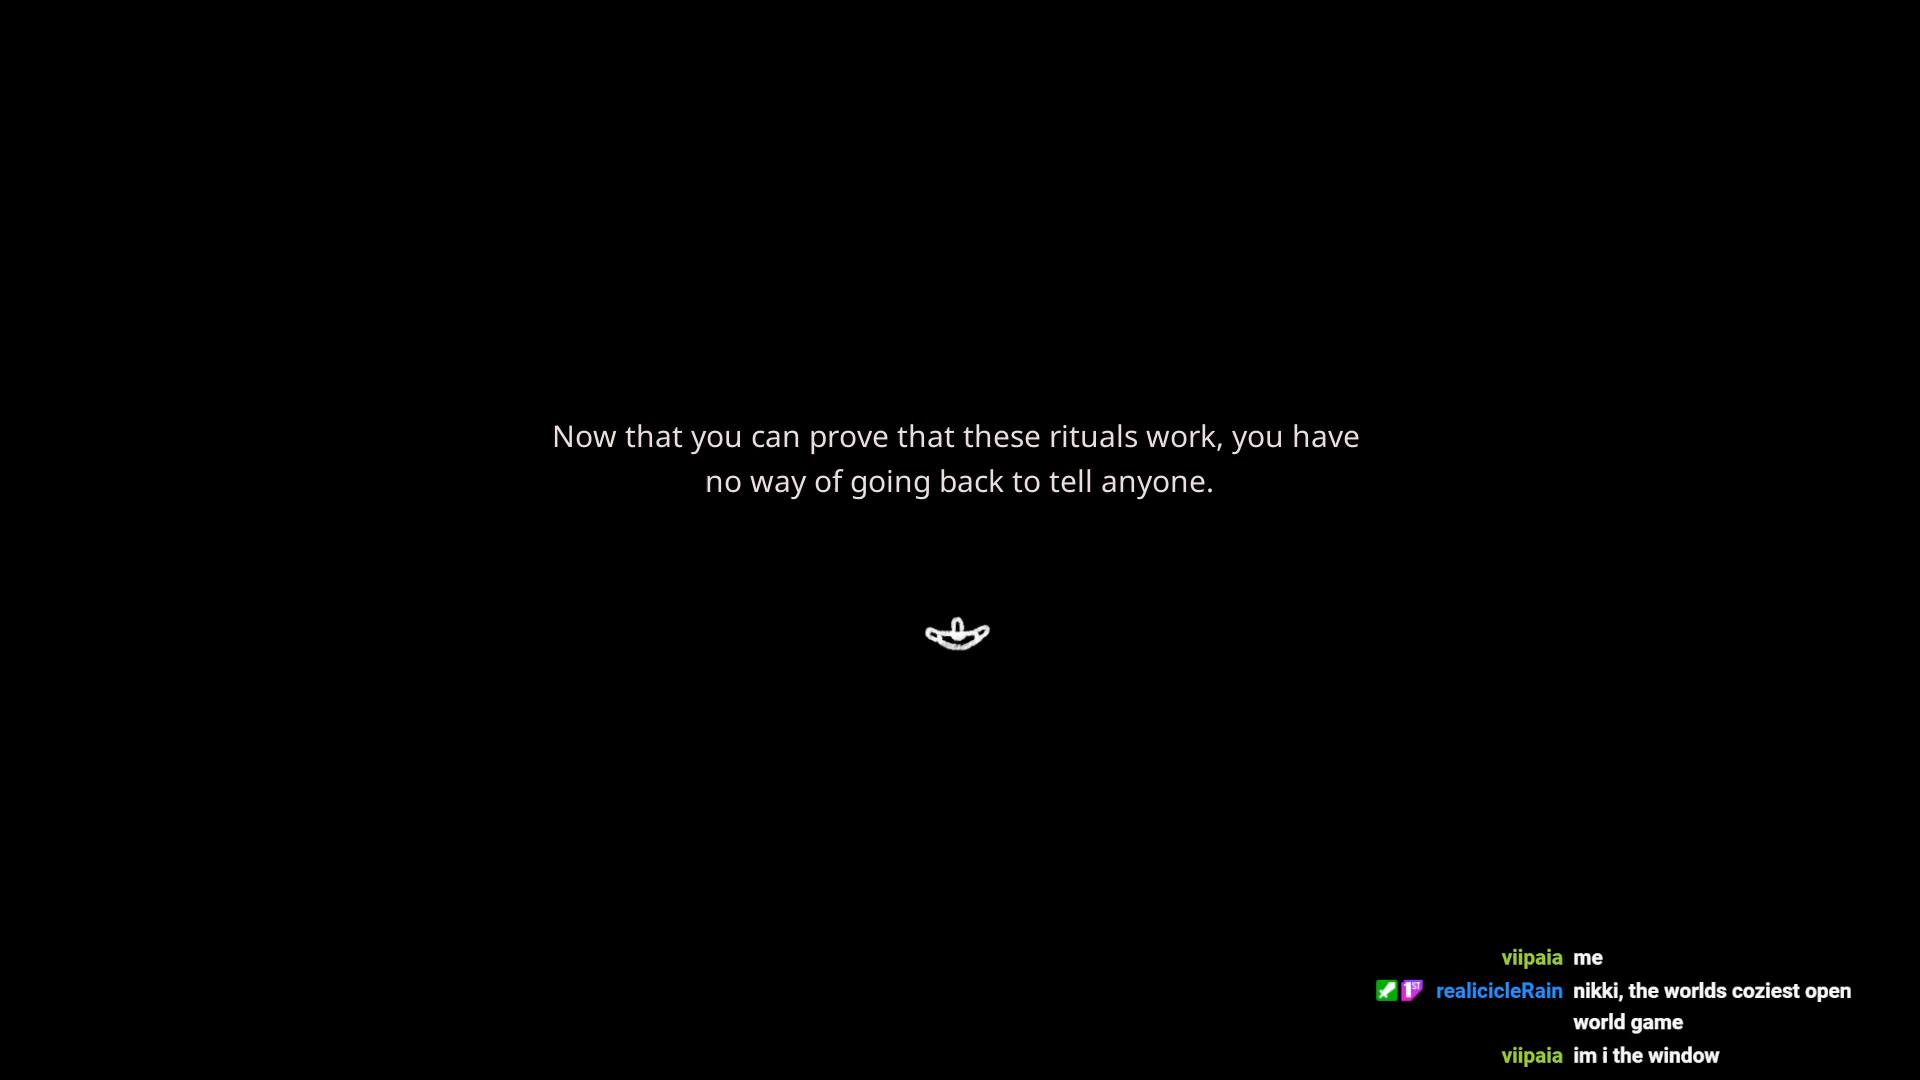 Now that you can prove that these rituals work, you have
no way of going back to tell anyone.
viipaia me
1ST realicicleRain nikki, the worlds coziest open
world game
viipaia im i the window